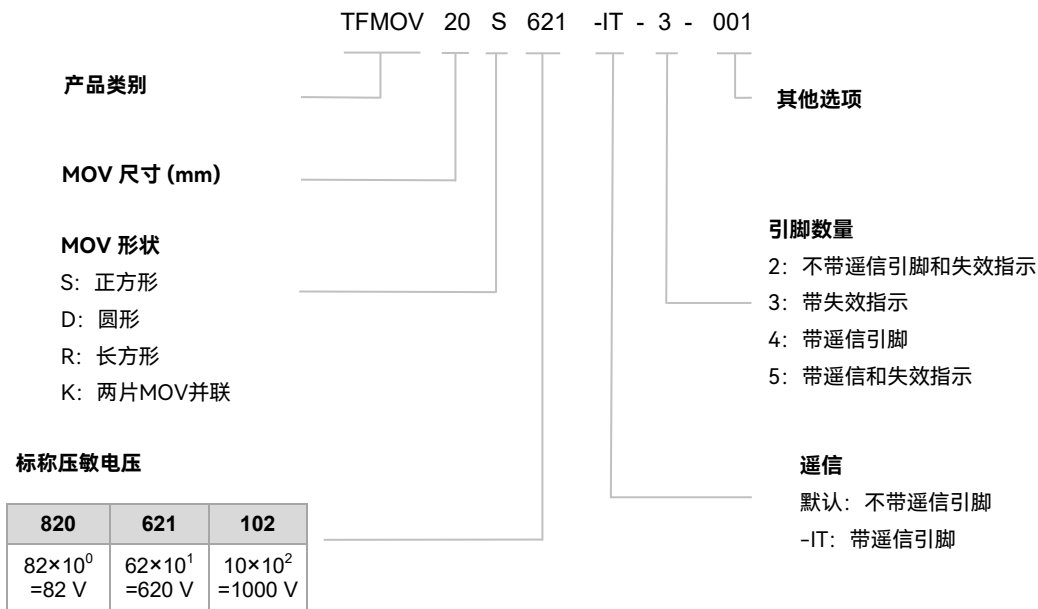 TFMOV 20 S 621 -IT - 3 - 001
产品类别
其他选项
MOV 尺寸 (mm)
MOV 形状
S: 正方形
D: 圆形
R: 长方形
K: 两片MOV并联
引脚数量
2: 不带遥信引脚和失效指示
3: 带失效指示
4: 带遥信引脚
5: 带遥信和失效指示
标称压敏电压
820 621 102
82×10⁰ 62×10¹ 10×10²
=82 V =620 V =1000 V
遥信
默认: 不带遥信引脚
-IT: 带遥信引脚